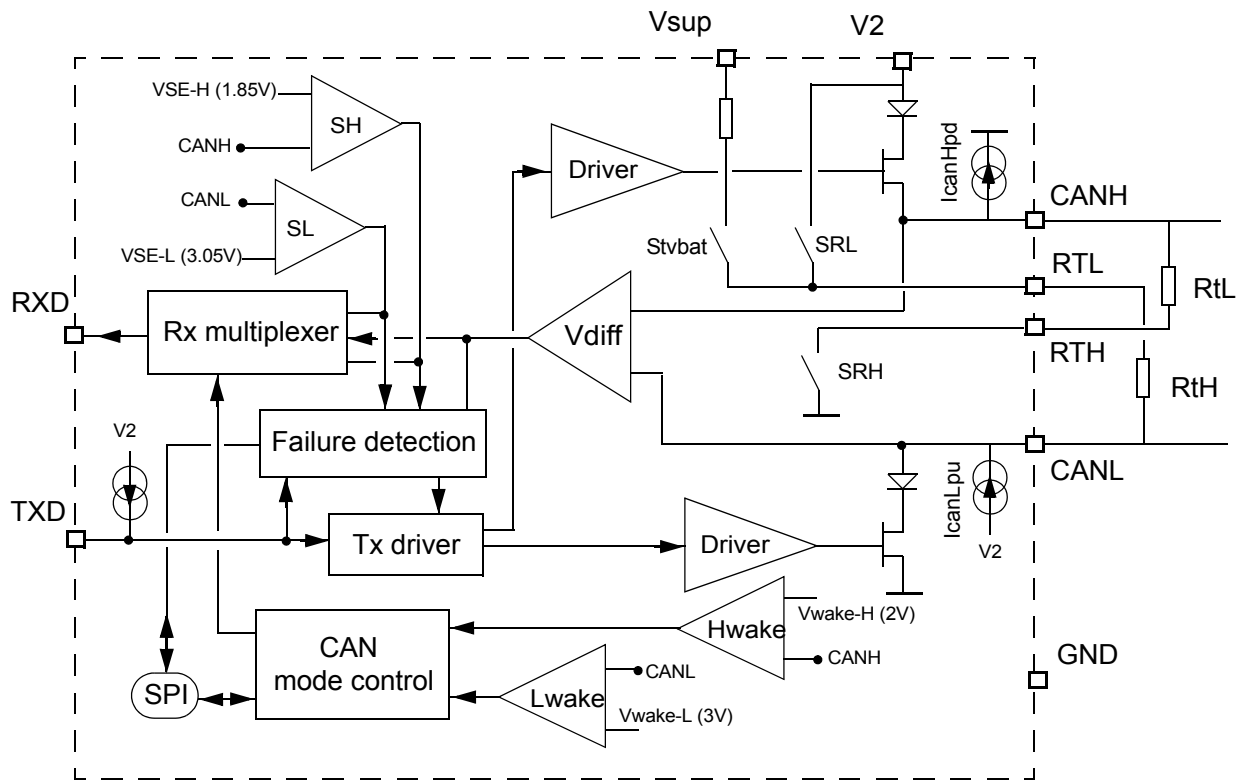 Vsup
V2
VSE-H (1.85V)
SH
CANH
CANL
SL
VSE-L (3.05V)
Driver
IcanHpd
CANH
Stvbat
SRL
RTL
RtL
RXD
Rx multiplexer
Vdiff
RTH
SRH
RtH
V2
Failure detection
CANL
TXD
Tx driver
Driver
IcanLpu
V2
CAN
mode control
Hwake
Vwake-H (2V)
CANH
GND
SPI
Lwake
CANL
Vwake-L (3V)